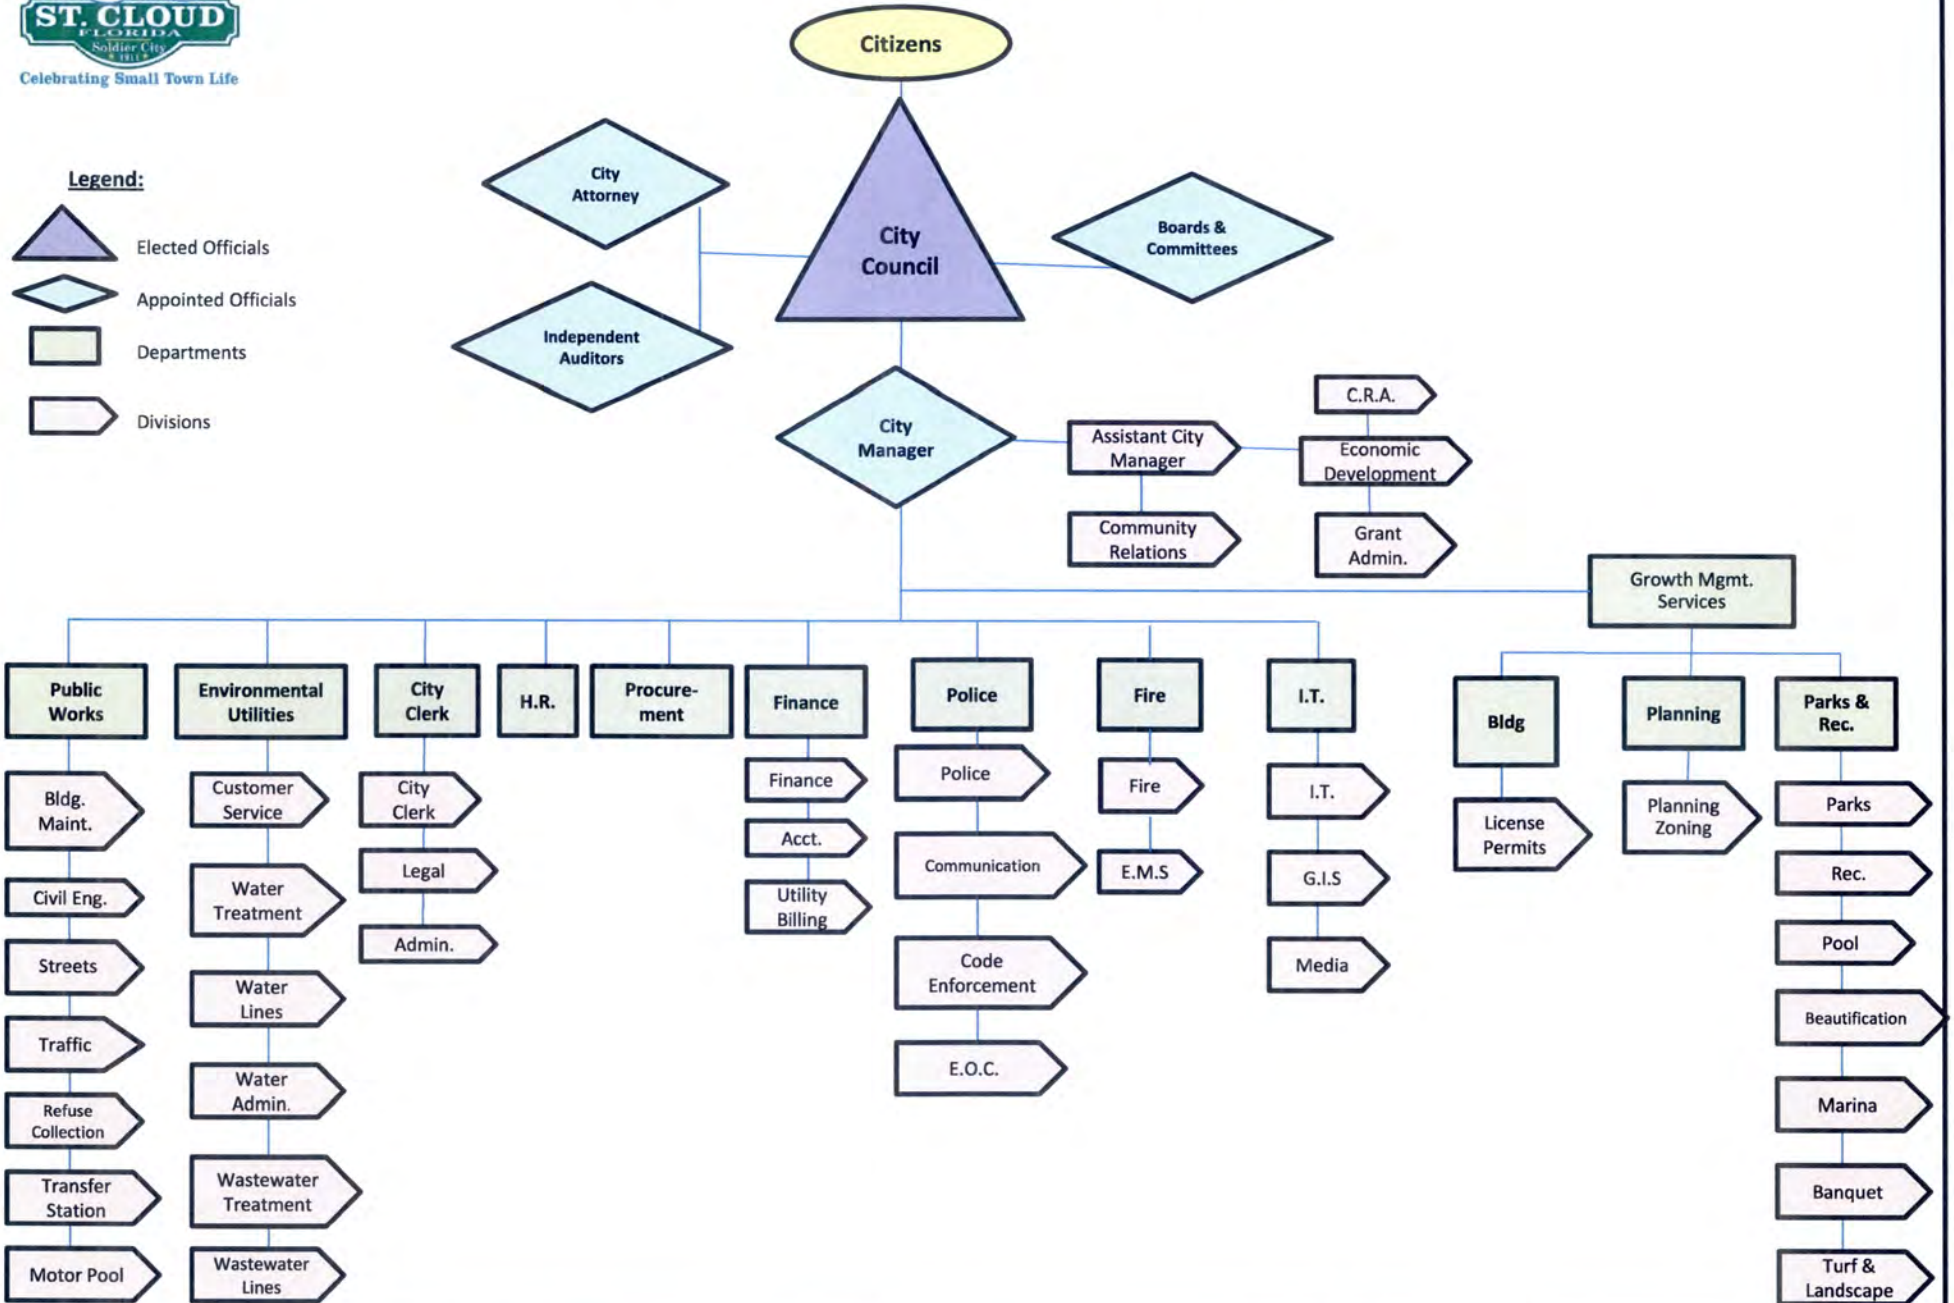 ST. CLOUD
FLORIDA
Soldier City
1911
Celebrating Small Town Life
Citizens
Legend:
Elected Officials
Appointed Officials
Departments
Divisions
City
Attorney
City
Council
Boards &
Committees
Independent
Auditors
City
Manager
Assistant City
Manager
Community
Relations
C.R.A.
Economic
Development
Grant
Admin.
Growth Mgmt.
Services
Public
Works
Environmental
Utilities
City
Clerk
H.R.
Procure-
ment
Finance
Police
Fire
I.T.
Bldg
Planning
Parks &
Rec.
Bldg.
Maint.
Civil Eng.
Streets
Traffic
Refuse
Collection
Transfer
Station
Motor Pool
Customer
Service
Water
Treatment
Water
Lines
Water
Admin.
Wastewater
Treatment
Wastewater
Lines
City
Clerk
Legal
Admin.
Finance
Acct.
Utility
Billing
Police
Communication
Code
Enforcement
E.O.C.
Fire
E.M.S
I.T.
G.I.S
Media
License
Permits
Planning
Zoning
Parks
Rec.
Pool
Beautification
Marina
Banquet
Turf &
Landscape